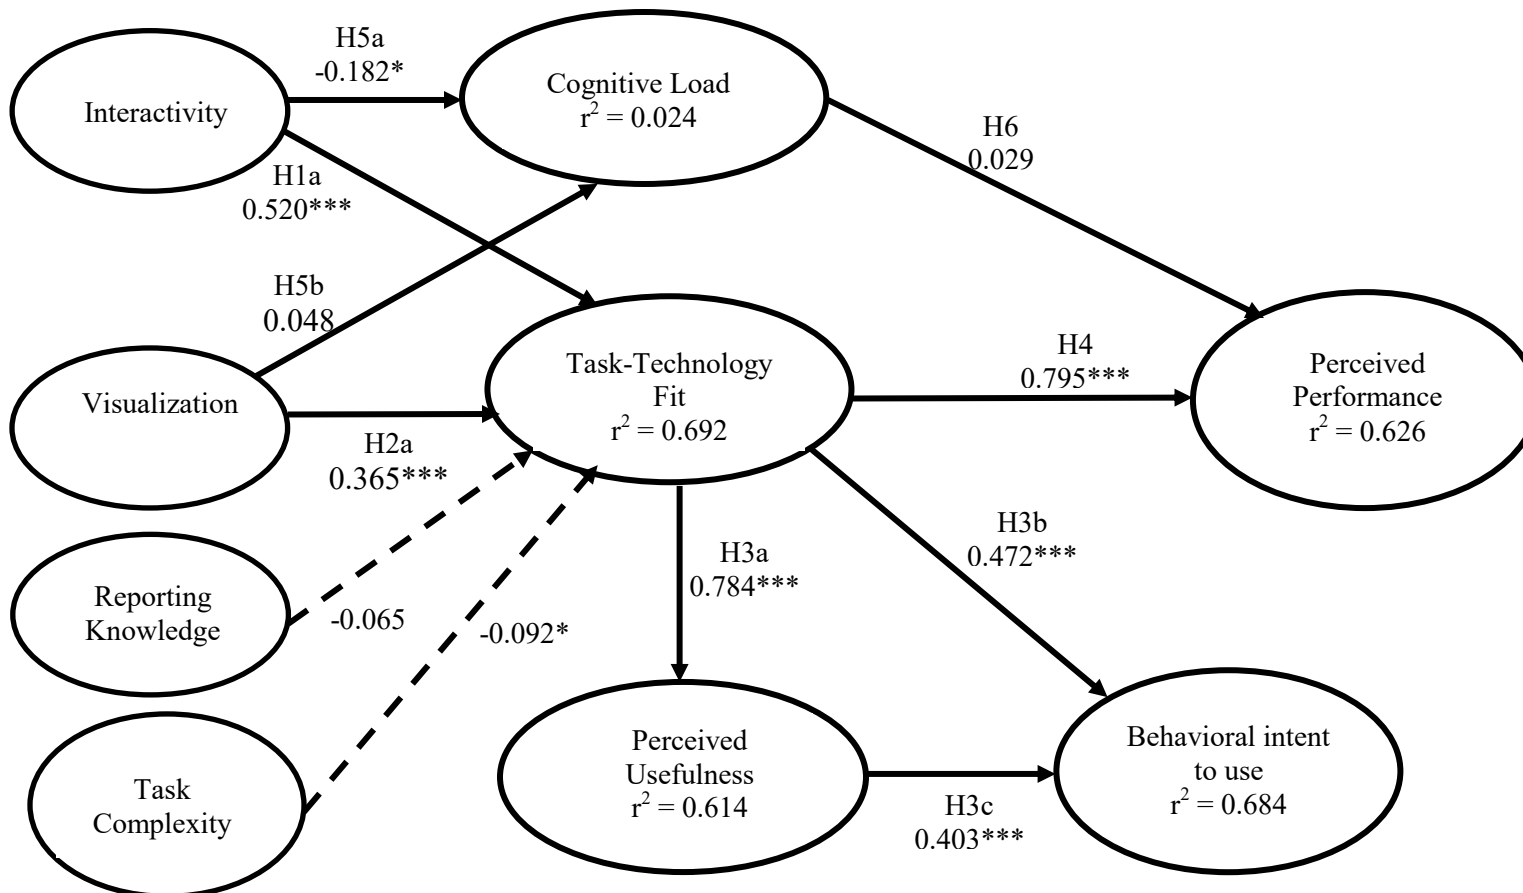 H5a
-0.182*
Interactivity
Cognitive Load
r² = 0.024
H6
0.029
H1a
0.520***
H5b
0.048
Visualization
Task-Technology
Fit
r² = 0.692
H4
0.795***
Perceived
Performance
r² = 0.626
H2a
0.365***
H3a
0.784***
H3b
0.472***
Reporting
Knowledge
-0.065
-0.092*
Task
Complexity
Perceived
Usefulness
r² = 0.614
H3c
0.403***
Behavioral intent
to use
r² = 0.684